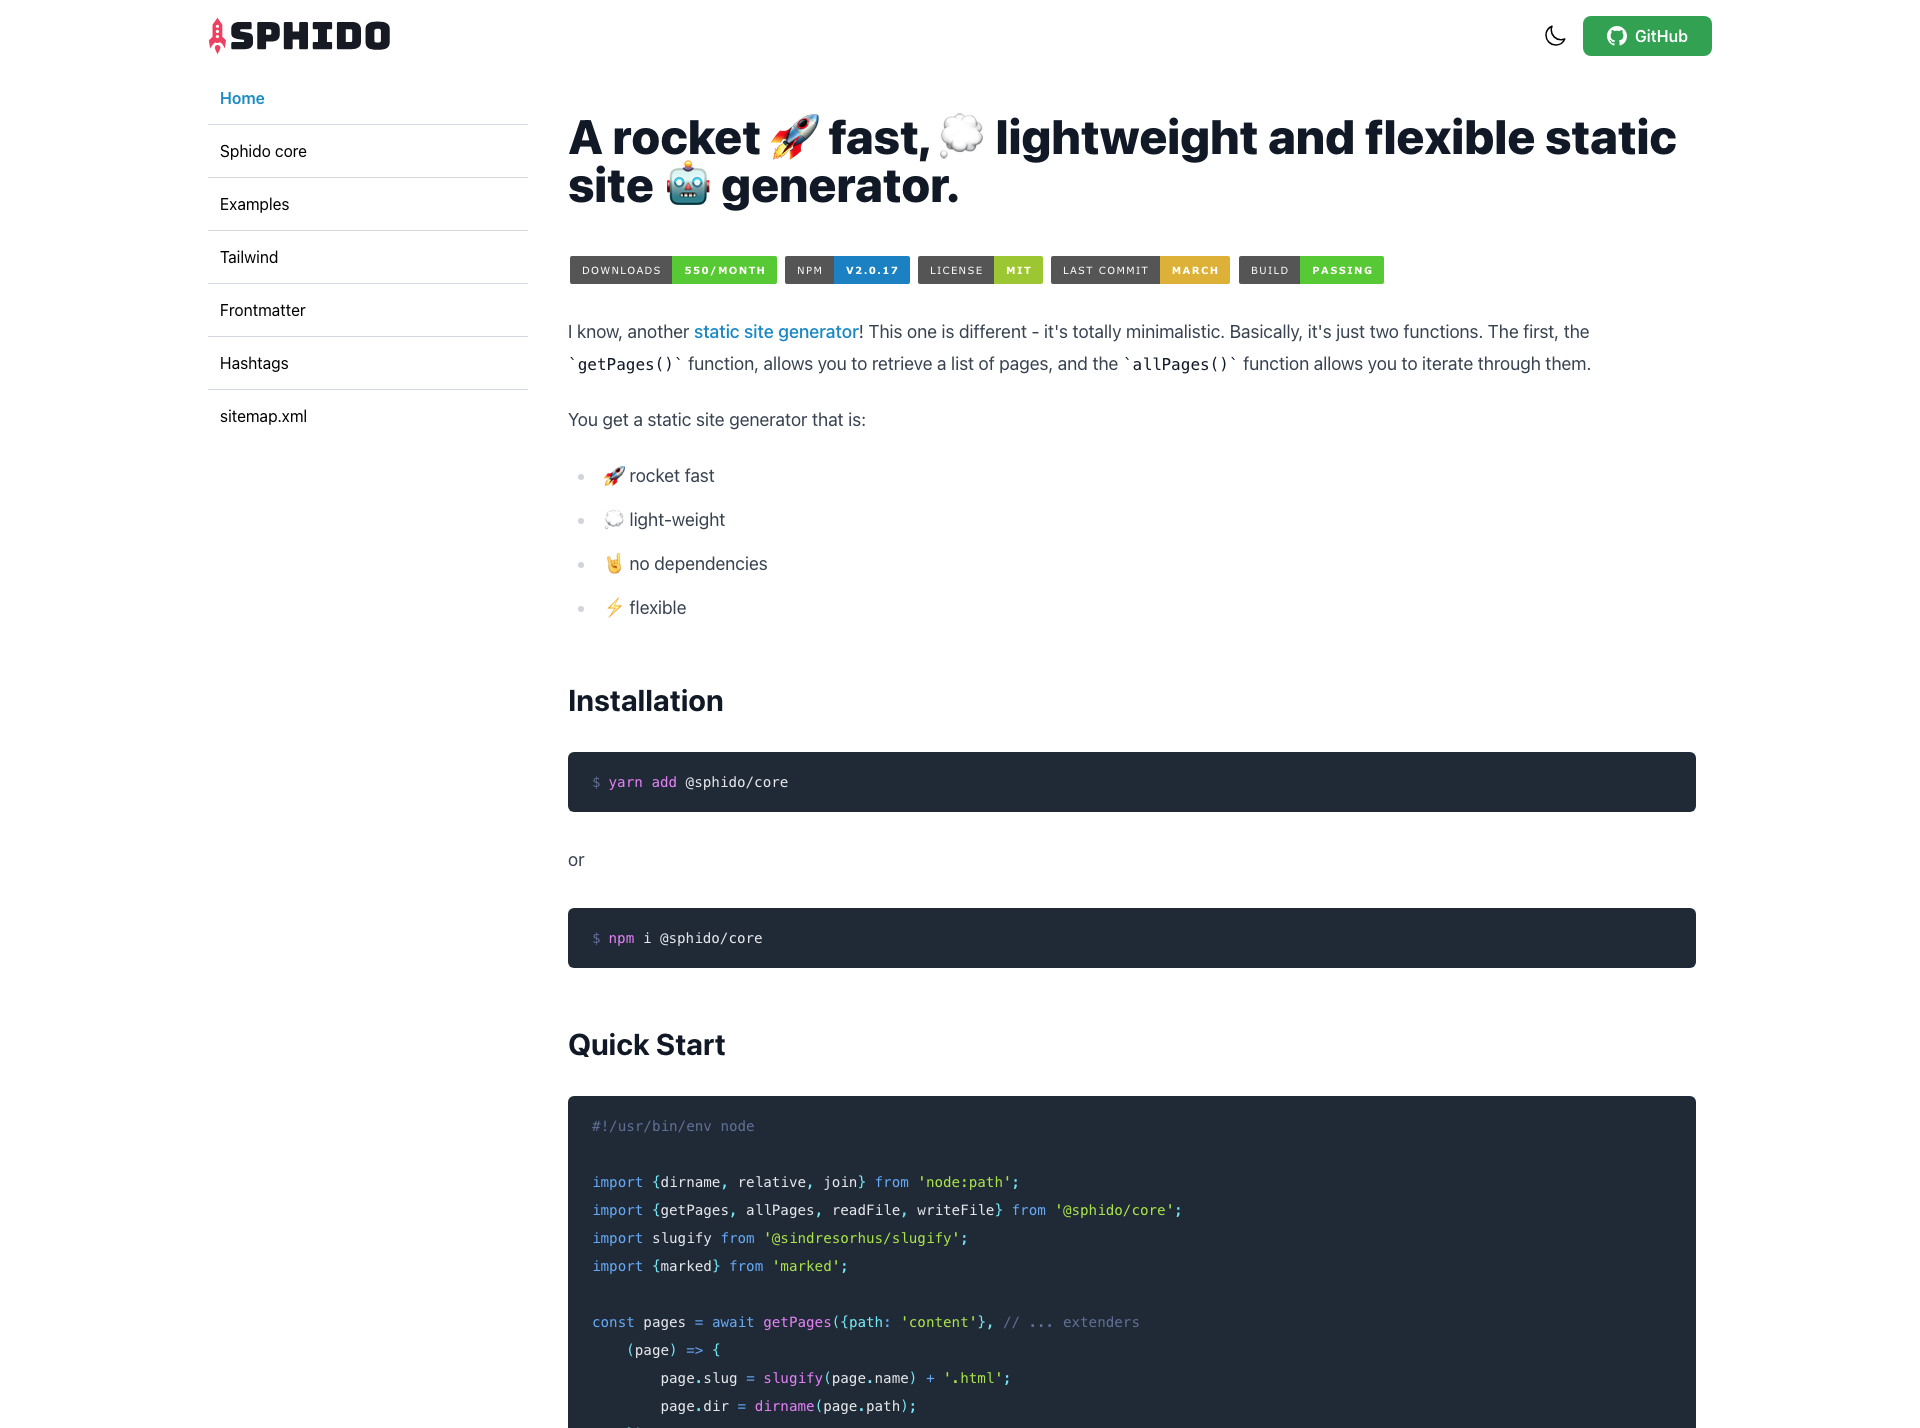 SPHIDO
GitHub
Home
Sphido core
Examples
Tailwind
Frontmatter
Hashtags
sitemap.xml
A rocket 🚀 fast, 💭 lightweight and flexible static
site 🤖 generator.
DOWNLOADS 550/MONTH NPM V2.0.17 LICENSE MIT LAST COMMIT MARCH BUILD PASSING
I know, another static site generator! This one is different - it's totally minimalistic. Basically, it's just two functions. The first, the
`getPages()` function, allows you to retrieve a list of pages, and the `allPages()` function allows you to iterate through them.
You get a static site generator that is:
🚀 rocket fast
💭 light-weight
🤘 no dependencies
⚡ flexible
Installation
$ yarn add @sphido/core
or
$ npm i @sphido/core
Quick Start
#!/usr/bin/env node
import {dirname, relative, join} from 'node:path';
import {getPages, allPages, readFile, writeFile} from '@sphido/core';
import slugify from '@sindresorhus/slugify';
import {marked} from 'marked';
const pages = await getPages({path: 'content'}, // ... extenders
(page) => {
page.slug = slugify(page.name) + '.html';
page.dir = dirname(page.path);